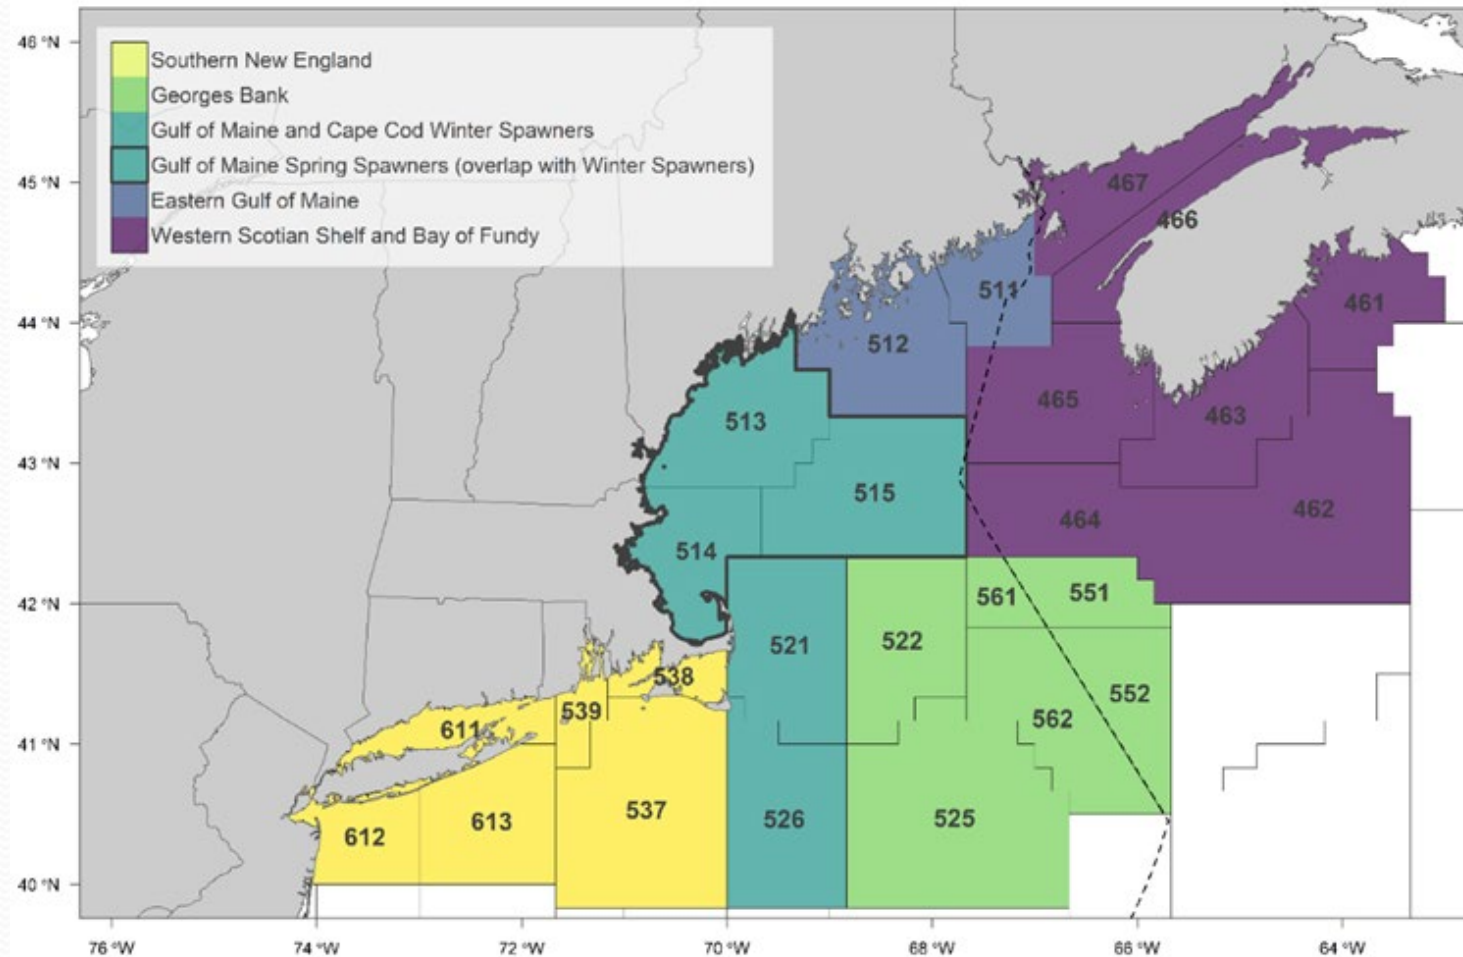 46 °N
Southern New England
Georges Bank
Gulf of Maine and Cape Cod Winter Spawners
Gulf of Maine Spring Spawners (overlap with Winter Spawners)
Eastern Gulf of Maine
Western Scotian Shelf and Bay of Fundy
45 °N
467
466
511
461
44 °N
512
465
463
513
43 °N
515
462
464
514
42 °N
561
551
521
522
538
552
539
562
611
41 °N
537
526
525
613
612
40 °N
76 °W
74 °W
72 °W
70 °W
68 °W
66 °W
64 °W